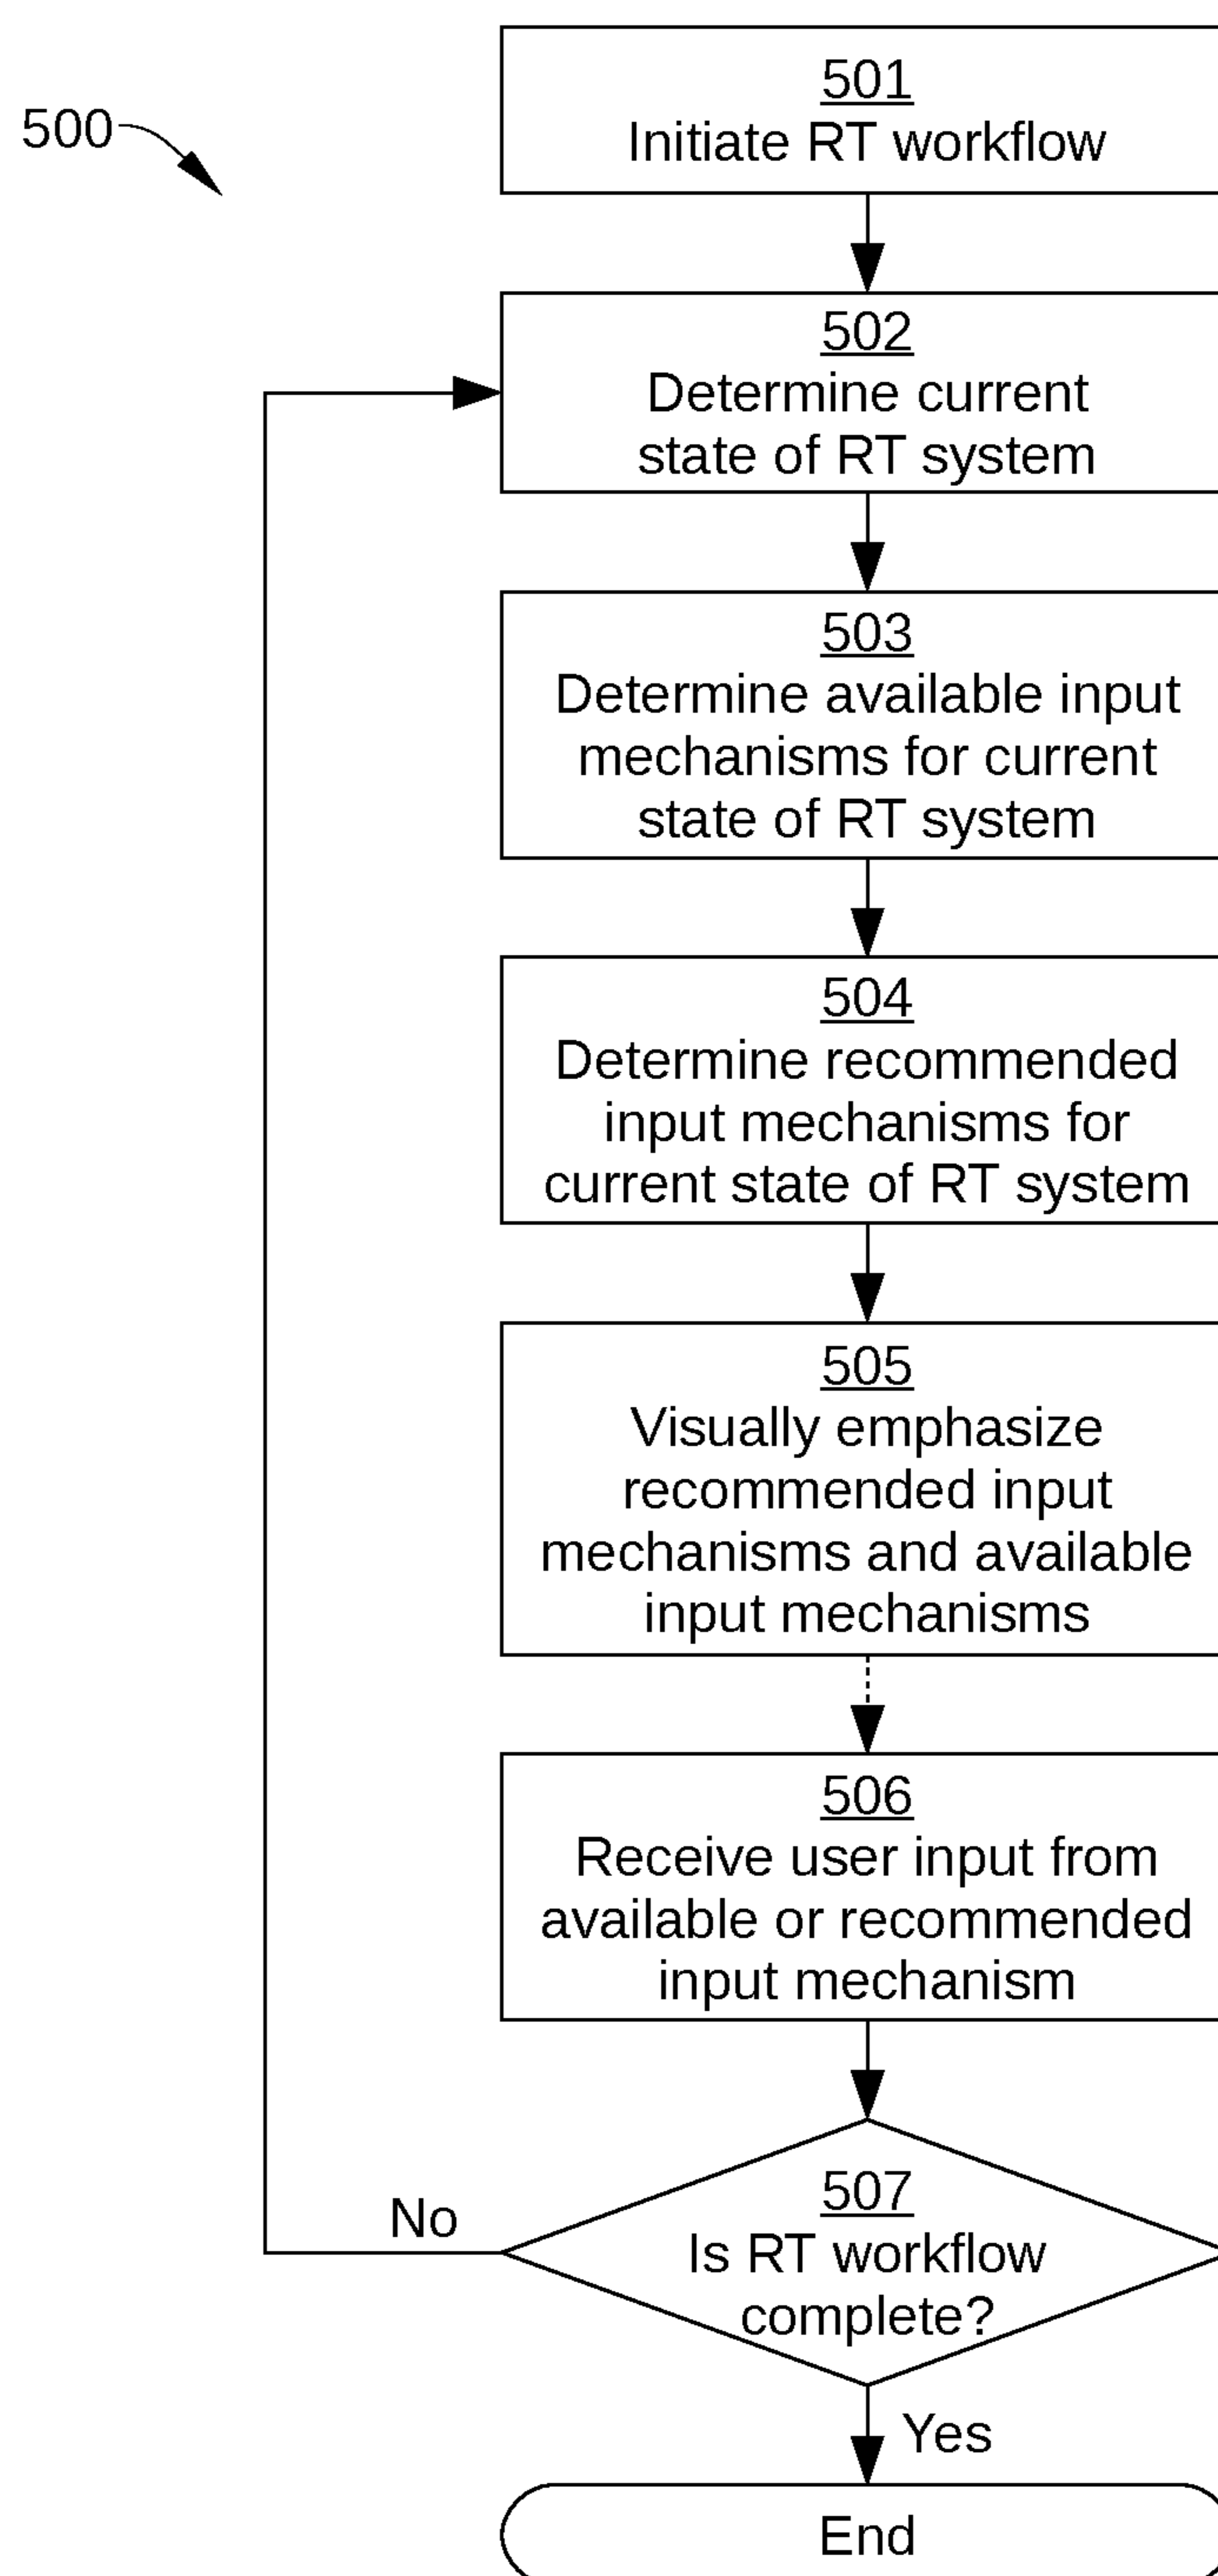 500
501
Initiate RT workflow
502
Determine current
state of RT system
503
Determine available input
mechanisms for current
state of RT system
504
Determine recommended
input mechanisms for
current state of RT system
505
Visually emphasize
recommended input
mechanisms and available
input mechanisms
506
Receive user input from
available or recommended
input mechanism
507
Is RT workflow
complete?
No
Yes
End